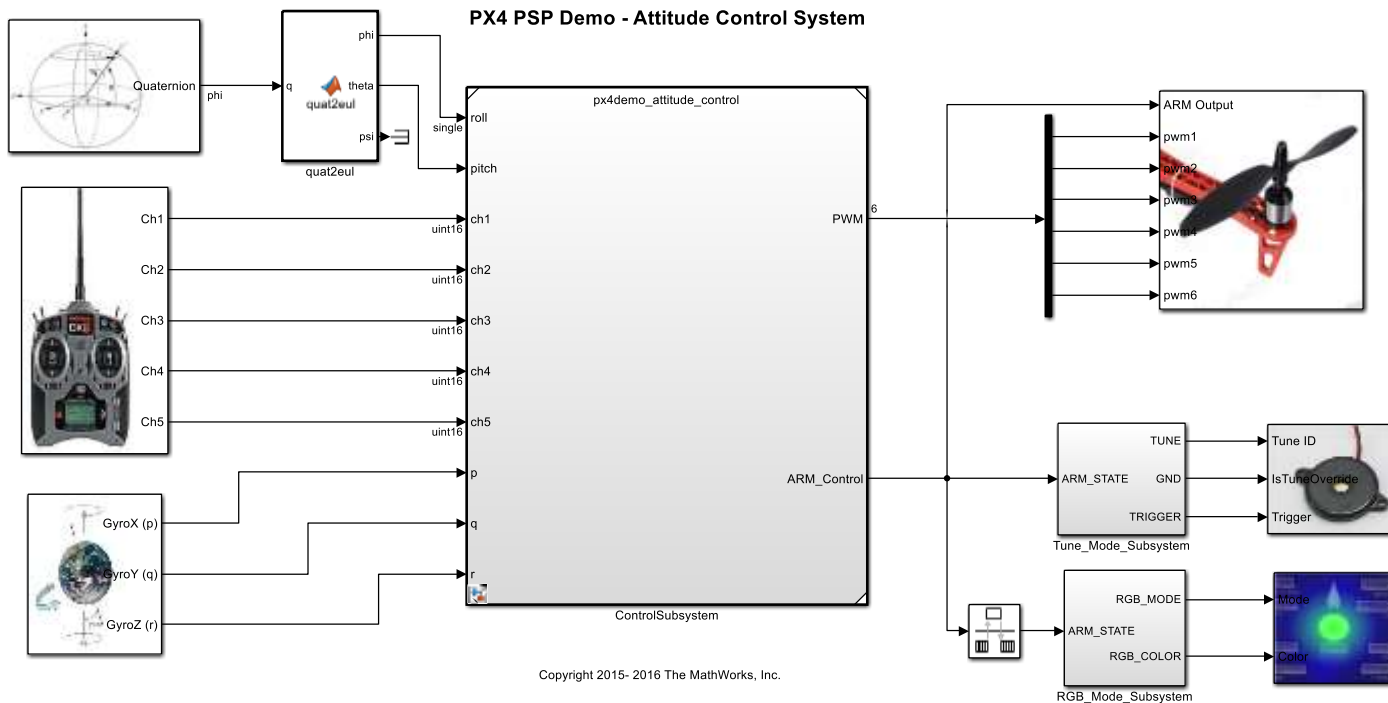 PX4 PSP Demo - Attitude Control System
Quaternion
phi
q
quat2eul
phi
theta
psi
quat2eul
px4demo_attitude_control
single
roll
pitch
Ch1
uint16
ch1
Ch2
uint16
ch2
Ch3
uint16
ch3
Ch4
uint16
ch4
Ch5
uint16
ch5
GyroX (p)
p
GyroY (q)
q
GyroZ (r)
r
PWM
6
ARM_Control
ControlSubsystem
ARM Output
pwm1
pwm2
pwm3
pwm4
pwm5
pwm6
ARM_STATE
TUNE
GND
TRIGGER
Tune_Mode_Subsystem
Tune ID
IsTuneOverride
Trigger
ARM_STATE
RGB_MODE
RGB_COLOR
RGB_Mode_Subsystem
Mode
Color
Copyright 2015- 2016 The MathWorks, Inc.